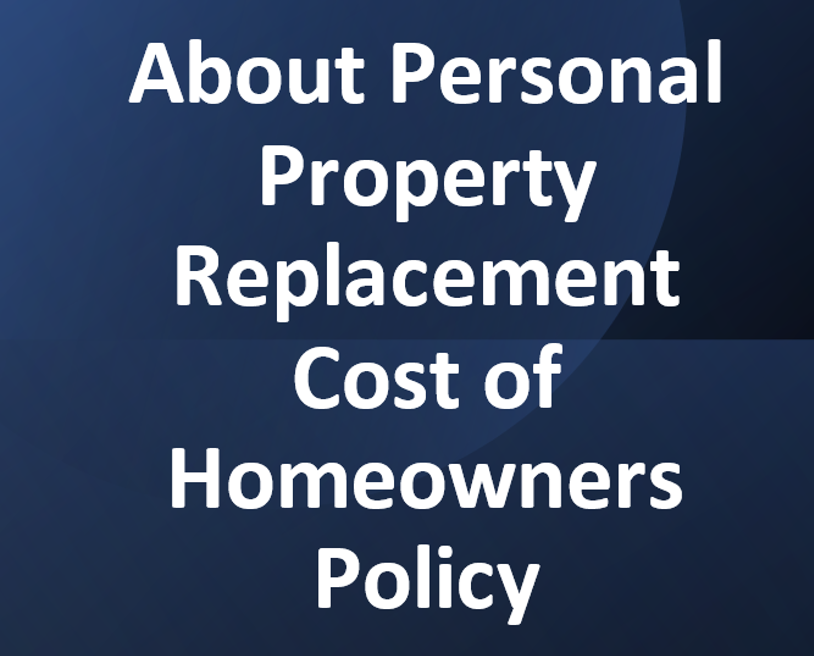 About Personal
Property
Replacement
Cost of
Homeowners
Policy